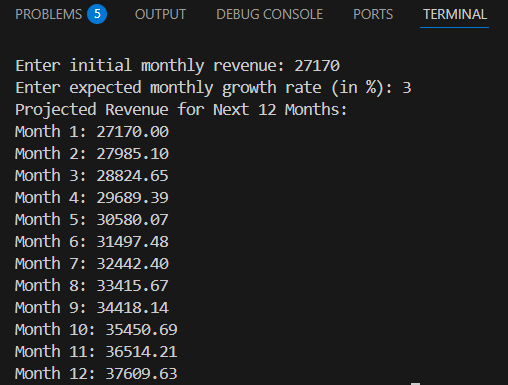 PROBLEMS 5 OUTPUT DEBUG CONSOLE PORTS TERMINAL
Enter initial monthly revenue: 27170
Enter expected monthly growth rate (in %): 3
Projected Revenue for Next 12 Months:
Month 1: 27170.00
Month 2: 27985.10
Month 3: 28824.65
Month 4: 29689.39
Month 5: 30580.07
Month 6: 31497.48
Month 7: 32442.40
Month 8: 33415.67
Month 9: 34418.14
Month 10: 35450.69
Month 11: 36514.21
Month 12: 37609.63